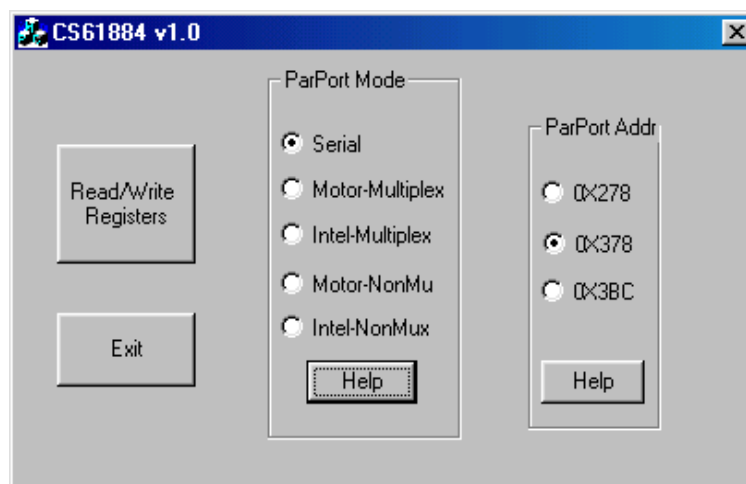 CS61884 v1.0
Read/Write
Registers
Exit
ParPort Mode
Serial
Motor-Multiplex
Intel-Multiplex
Motor-NonMu
Intel-NonMux
Help
ParPort Addr
0X278
0X378
0X3BC
Help